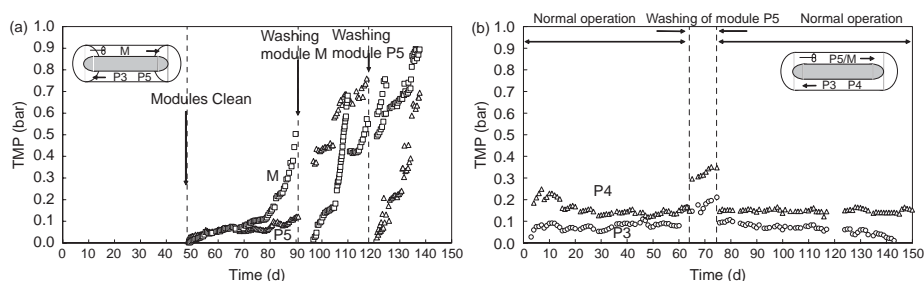 (a)
Washing module M
Washing module P5
M
P3 P5
Modules Clean
M
P5
TMP (bar)
1.0
0.9
0.8
0.7
0.6
0.5
0.4
0.3
0.2
0.1
0.0
0 10 20 30 40 50 60 70 80 90 100 110 120 130 140 150
Time (d)
(b)
Normal operation
Washing of module P5
Normal operation
P5/M
P3 P4
P4
P3
TMP (bar)
1.0
0.9
0.8
0.7
0.6
0.5
0.4
0.3
0.2
0.1
0.0
0 10 20 30 40 50 60 70 80 90 100 110 120 130 140 150
Time (d)